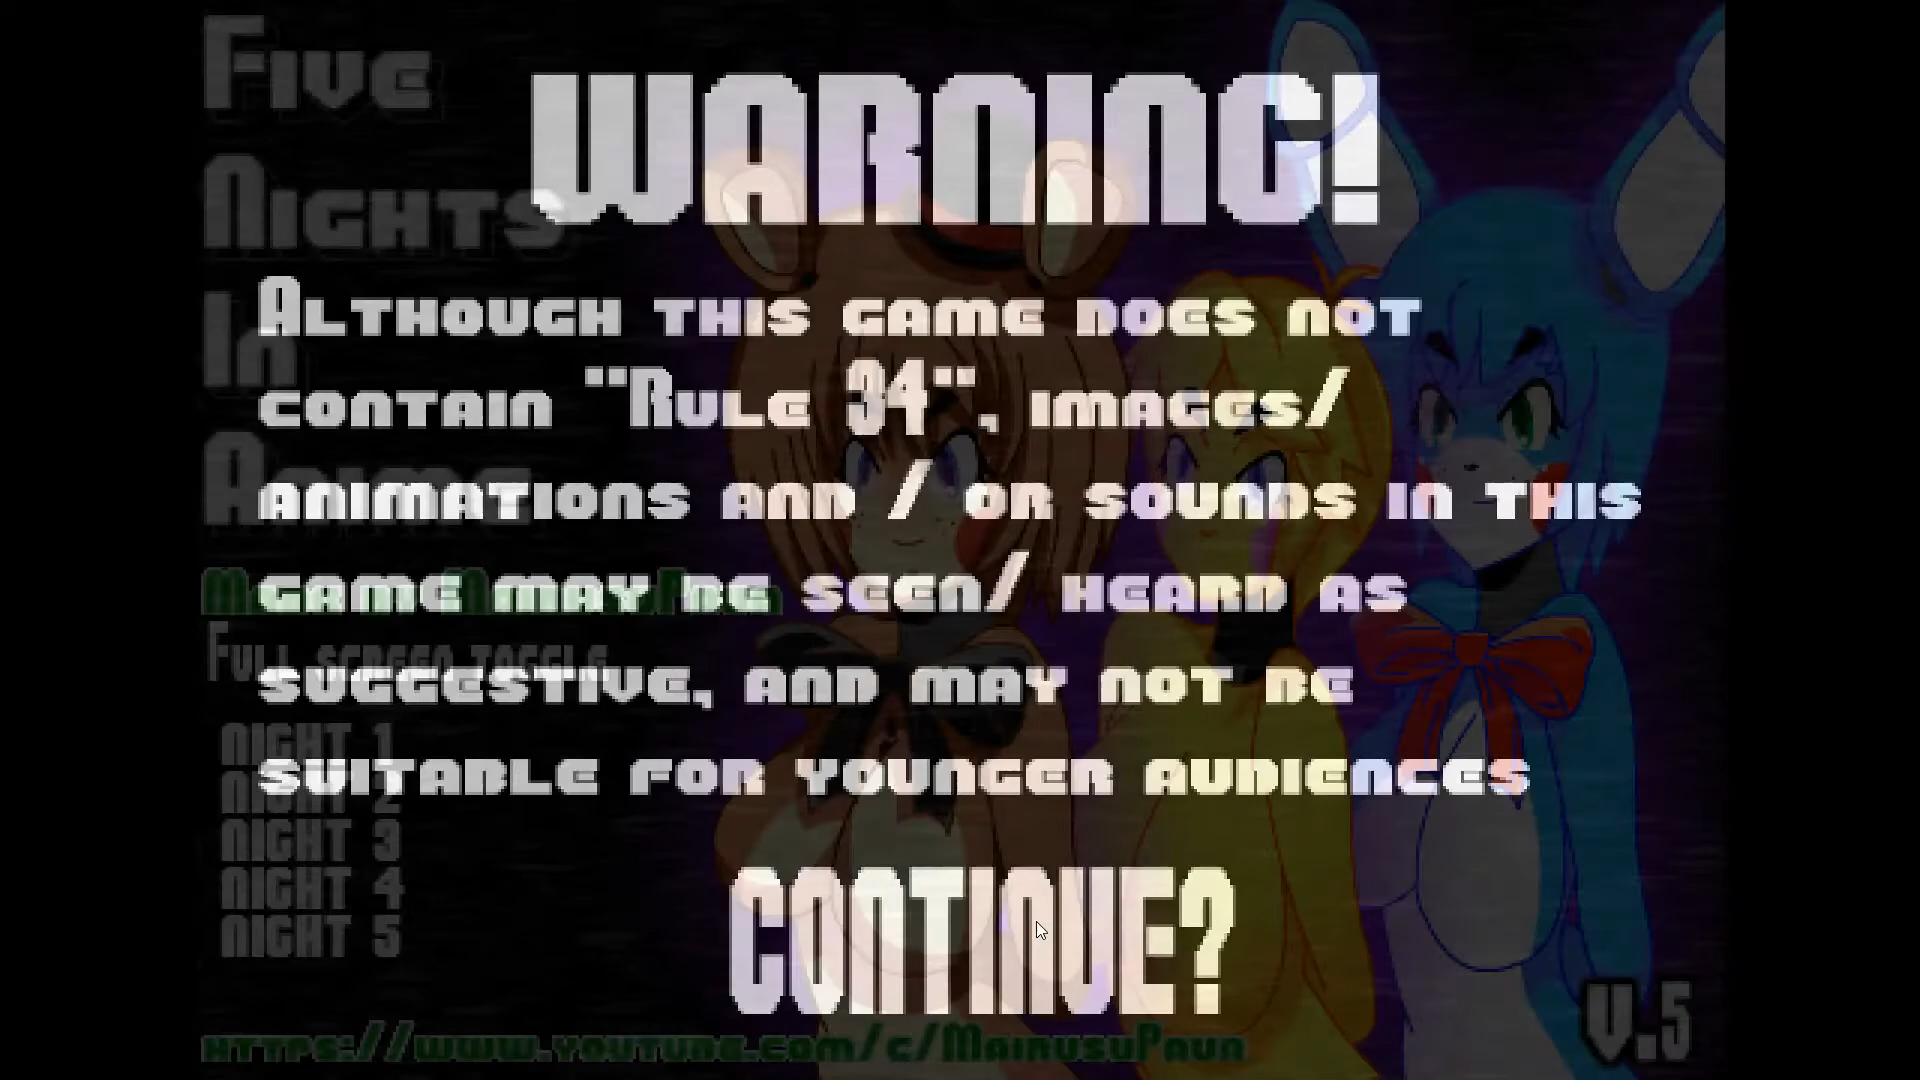 WARNING!
Although this game does not
contain "Rule 34", images/
animations and / or sounds in this
game may be seen/ heard as
suggestive, and may not be
suitable for younger audiences
CONTINUE?
Five
Nights
In
Anime
Full screen toggle
NIGHT 1
NIGHT 2
NIGHT 3
NIGHT 4
NIGHT 5
https://www.youtube.com/c/MairusuPaua
V.5